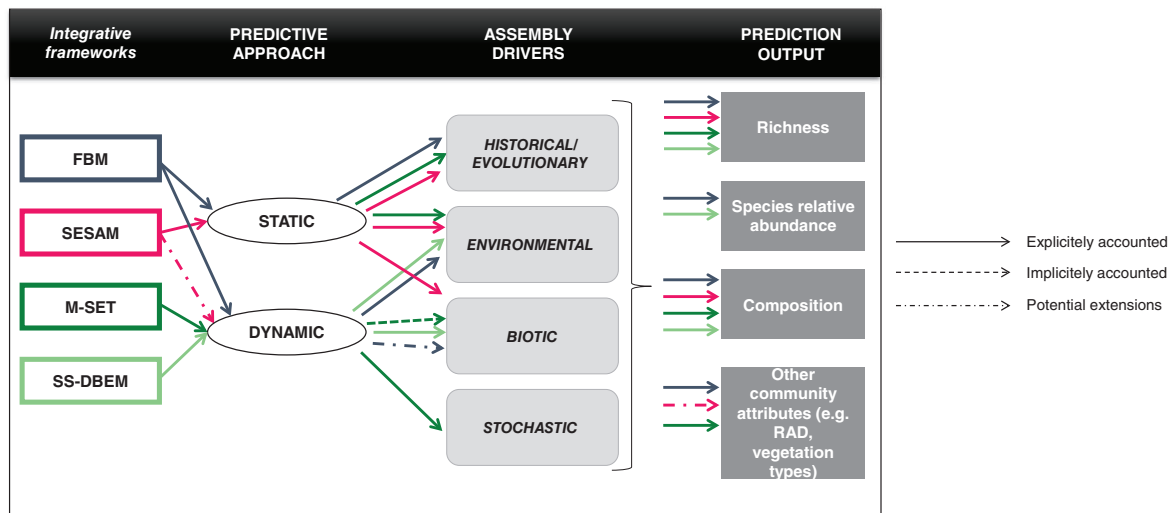 Integrative
frameworks
PREDICTIVE
APPROACH
ASSEMBLY
DRIVERS
PREDICTION
OUTPUT
FBM
SESAM
M-SET
SS-DBEM
STATIC
DYNAMIC
HISTORICAL/
EVOLUTIONARY
ENVIRONMENTAL
BIOTIC
STOCHASTIC
Richness
Species relative
abundance
Composition
Other
community
attributes (e.g.
RAD,
vegetation
types)
Explicitely accounted
Implicitely accounted
Potential extensions